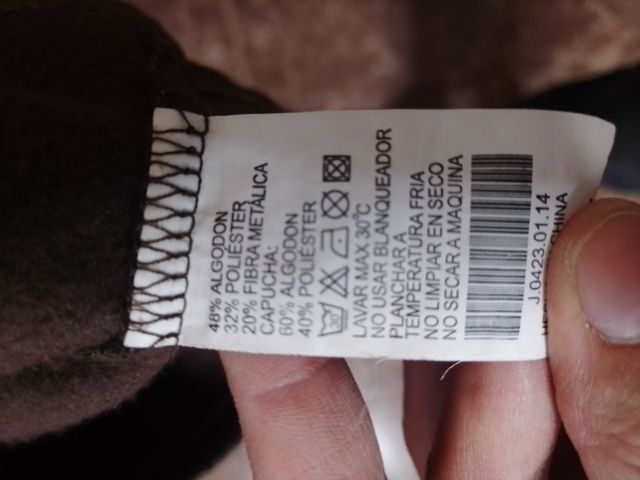 48% ALGODON
32% POLIÉSTER
20% FIBRA METÁLICA
CAPUCHA:
60% ALGODON
40% POLIÉSTER
LAVAR MAX 30°C
NO USAR BLANQUEADOR
PLANCHAR A
TEMPERATURA FRIA
NO LIMPIAR EN SECO
NO SECAR A MAQUINA
J.0423.01.14
CHINA